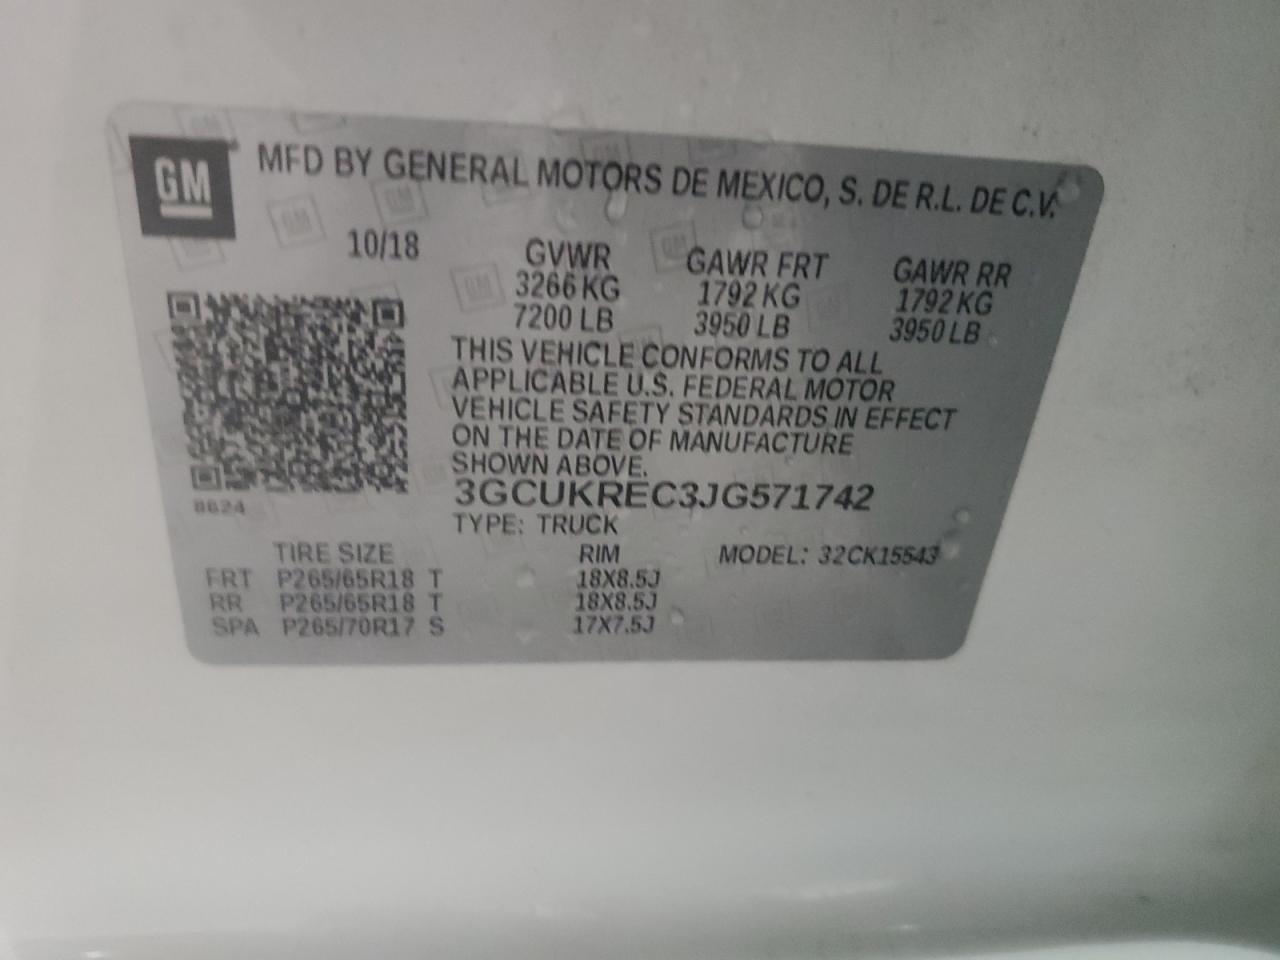 GM MFD BY GENERAL MOTORS DE MEXICO, S. DE R.L. DE C.V.
10/18 GVWR GAWR FRT GAWR RR
3266 KG 1792 KG 1792 KG
7200 LB 3950 LB 3950 LB
THIS VEHICLE CONFORMS TO ALL
APPLICABLE U.S. FEDERAL MOTOR
VEHICLE SAFETY STANDARDS IN EFFECT
ON THE DATE OF MANUFACTURE
SHOWN ABOVE.
3GCUKREC3JG571742
8624
TYPE: TRUCK
TIRE SIZE RIM MODEL: 32CK15543
FRT P265/65R18 T 18X8.5J
RR P265/65R18 T 18X8.5J
SPA P265/70R17 S 17X7.5J